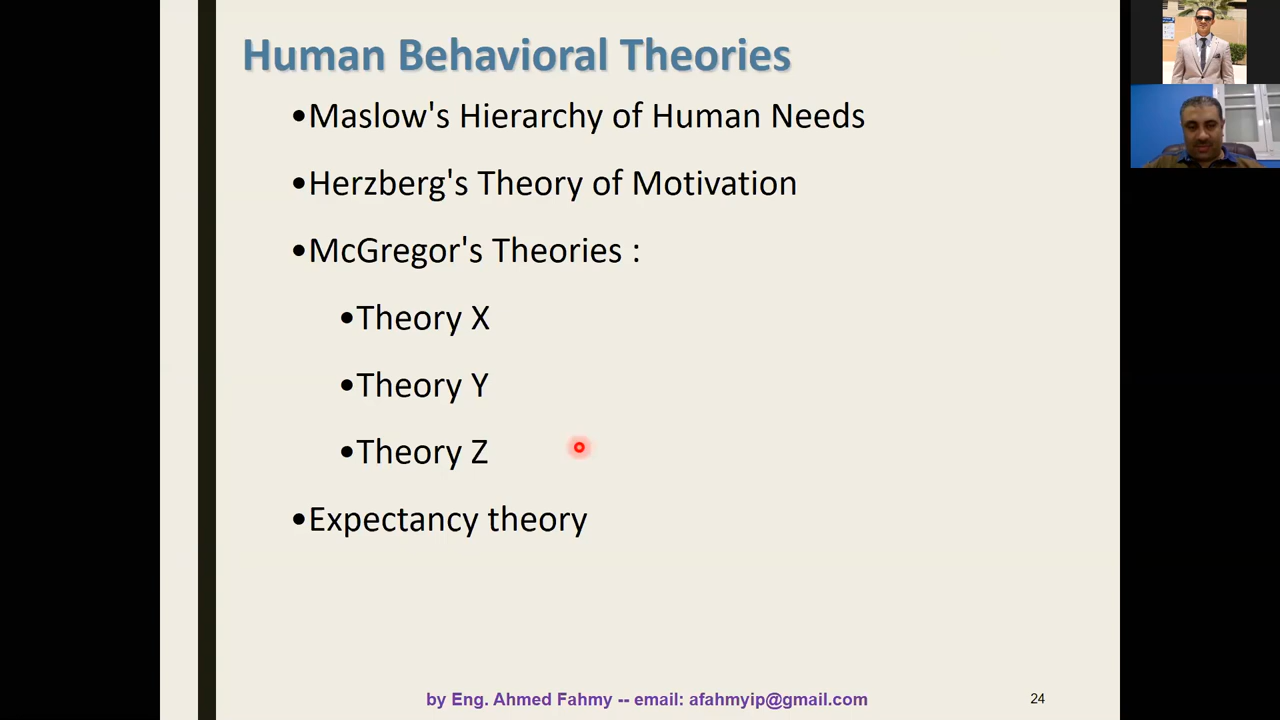 Human Behavioral Theories
•Maslow's Hierarchy of Human Needs
•Herzberg's Theory of Motivation
•McGregor's Theories :
•Theory X
•Theory Y
•Theory Z
•Expectancy theory
by Eng. Ahmed Fahmy -- email: afahmyip@gmail.com
24